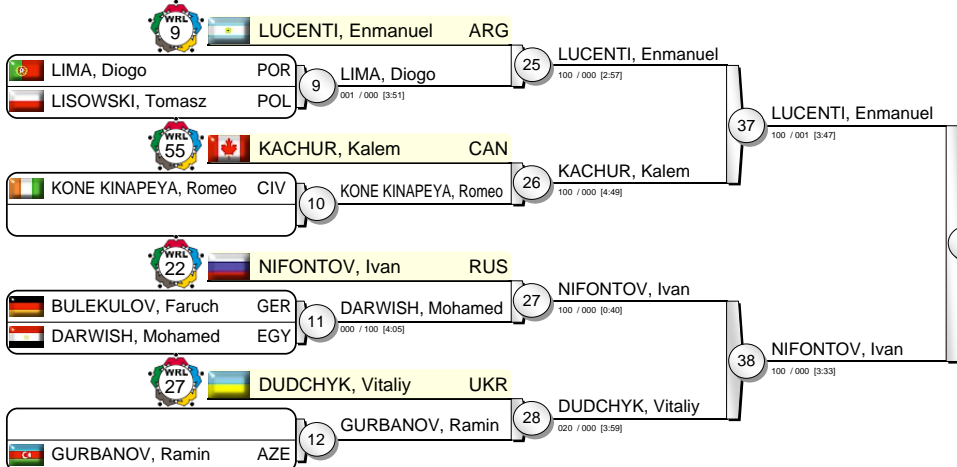 WRL
9
LUCENTI, Enmanuel ARG
LIMA, Diogo POR
LISOWSKI, Tomasz POL
9
LIMA, Diogo
001 / 000 [3:51]
25
LUCENTI, Enmanuel
100 / 000 [2:57]
WRL
55
KACHUR, Kalem CAN
KONE KINAPEYA, Romeo CIV
10
KONE KINAPEYA, Romeo
26
KACHUR, Kalem
100 / 000 [4:49]
37
LUCENTI, Enmanuel
100 / 001 [3:47]
WRL
22
NIFONTOV, Ivan RUS
BULEKULOV, Faruch GER
DARWISH, Mohamed EGY
11
DARWISH, Mohamed
000 / 100 [4:05]
27
NIFONTOV, Ivan
100 / 000 [0:40]
WRL
27
DUDCHYK, Vitaliy UKR
GURBANOV, Ramin AZE
12
GURBANOV, Ramin
28
DUDCHYK, Vitaliy
020 / 000 [3:59]
38
NIFONTOV, Ivan
100 / 000 [3:33]